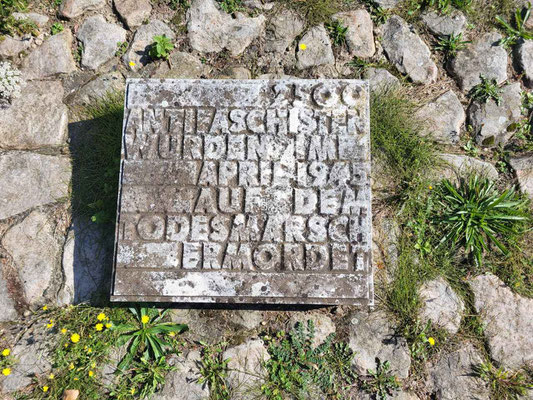 2500
ANTIFASCHISTEN
WURDEN IM
APRIL 1945
AUF DEM
TODESMARSCH
ERMORDET